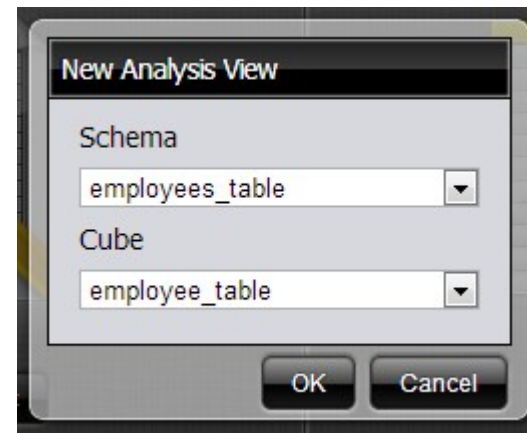 New Analysis View
Schema
employees_table
Cube
employee_table
OK Cancel